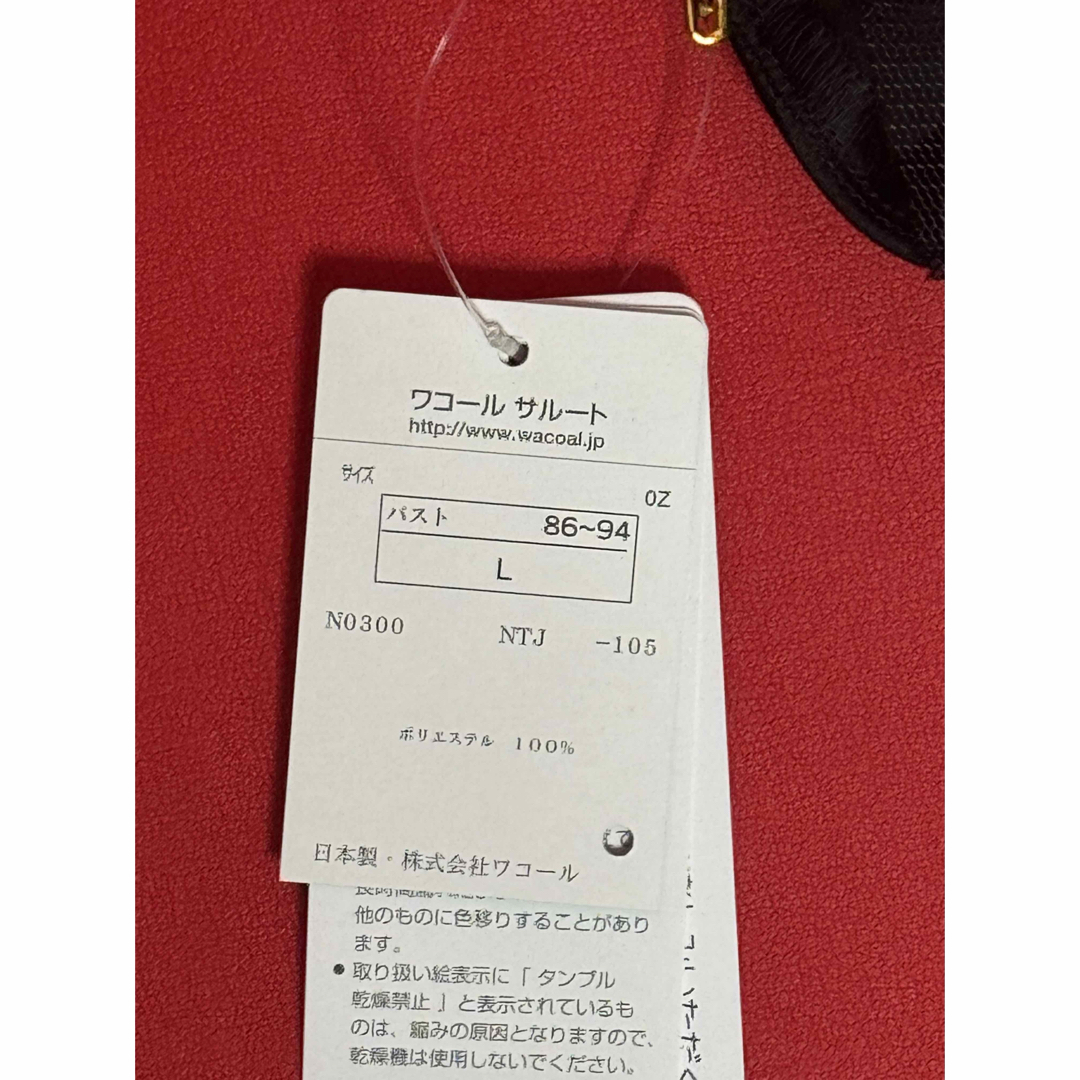 ワコール サルート
http://www.wacoal.jp
サイズ
OZ
バスト 86~94
L
N0300 NTJ -105
ポリエステル 100%
日本製・株式会社ワコール
他のものに色移りすることがあり
ます。
●取り扱い絵表示に「タンブル
乾燥禁止」と表示されているも
のは、縮みの原因となりますので、
乾燥機は使用しないでください。